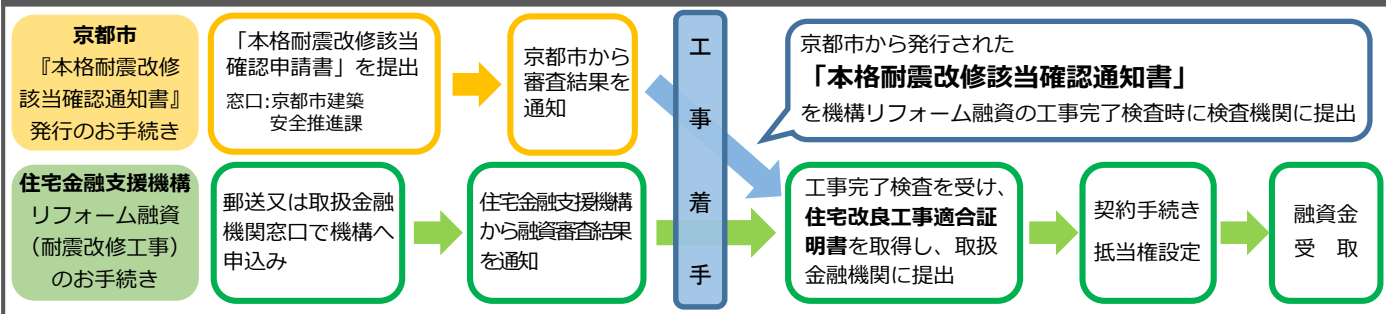 京都市
『本格耐震改修
該当確認通知書』
発行のお手続き
「本格耐震改修該当
確認申請書」を提出
窓口:京都市建築
安全推進課
京都市から
審査結果を
通知
工事着手
京都市から発行された
「本格耐震改修該当確認通知書」
を機構リフォーム融資の工事完了検査時に検査機関に提出
住宅金融支援機構
リフォーム融資
（耐震改修工事）
のお手続き
郵送又は取扱金融
機関窓口で機構へ
申込み
住宅金融支援機構
から融資審査結果
を通知
工事完了検査を受け、
住宅改良工事適合証
明書を取得し、取扱
金融機関に提出
契約手続き
抵当権設定
融資金
受　取